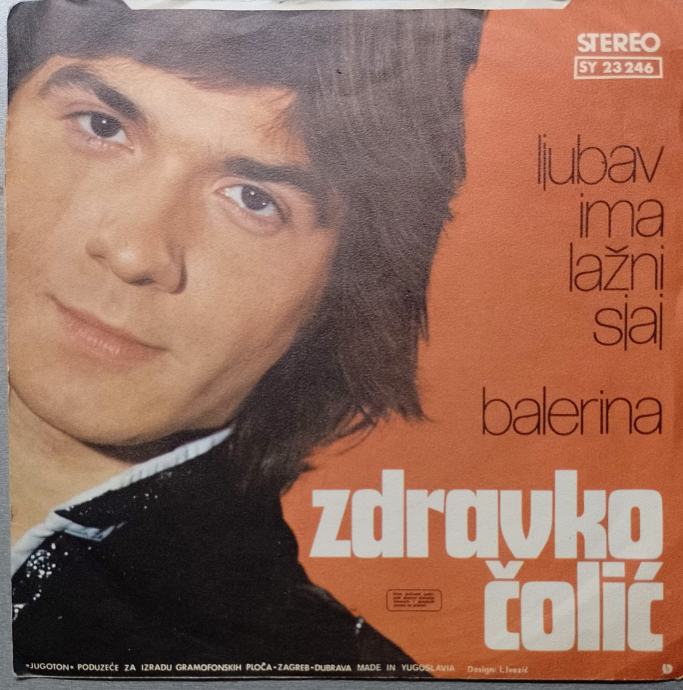 STEREO
SY 23 246
ljubav
ima
lažni
sjaj
balerina
zdravko
čolić
»JUGOTON« PODUZEĆE ZA IZRADU GRAMOFONSKIH PLOČA-ZAGREB-DUBRAVA MADE IN YUGOSLAVIA Design: I. Ivezić